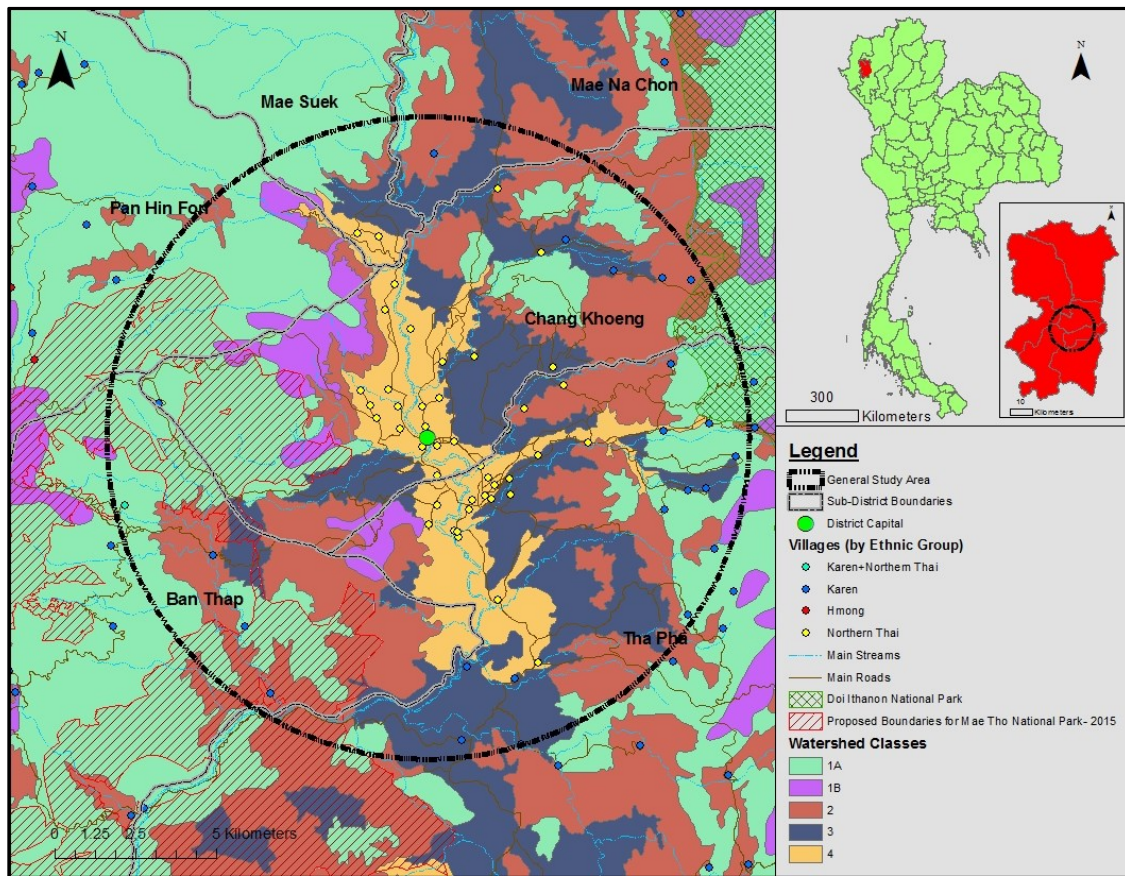 N
Mae Suek
Mae Na Chon
Pan Hin Fon
Chang Khoeng
Ban Thap
Tha Pha
0 1.25 2.5 5 Kilometers
N
300
Kilometers
N
10
Kilometers
Legend
General Study Area
Sub-District Boundaries
District Capital
Villages (by Ethnic Group)
Karen+Northern Thai
Karen
Hmong
Northern Thai
Main Streams
Main Roads
Doi Ithanon National Park
Proposed Boundaries for Mae Tho National Park- 2015
Watershed Classes
1A
1B
2
3
4